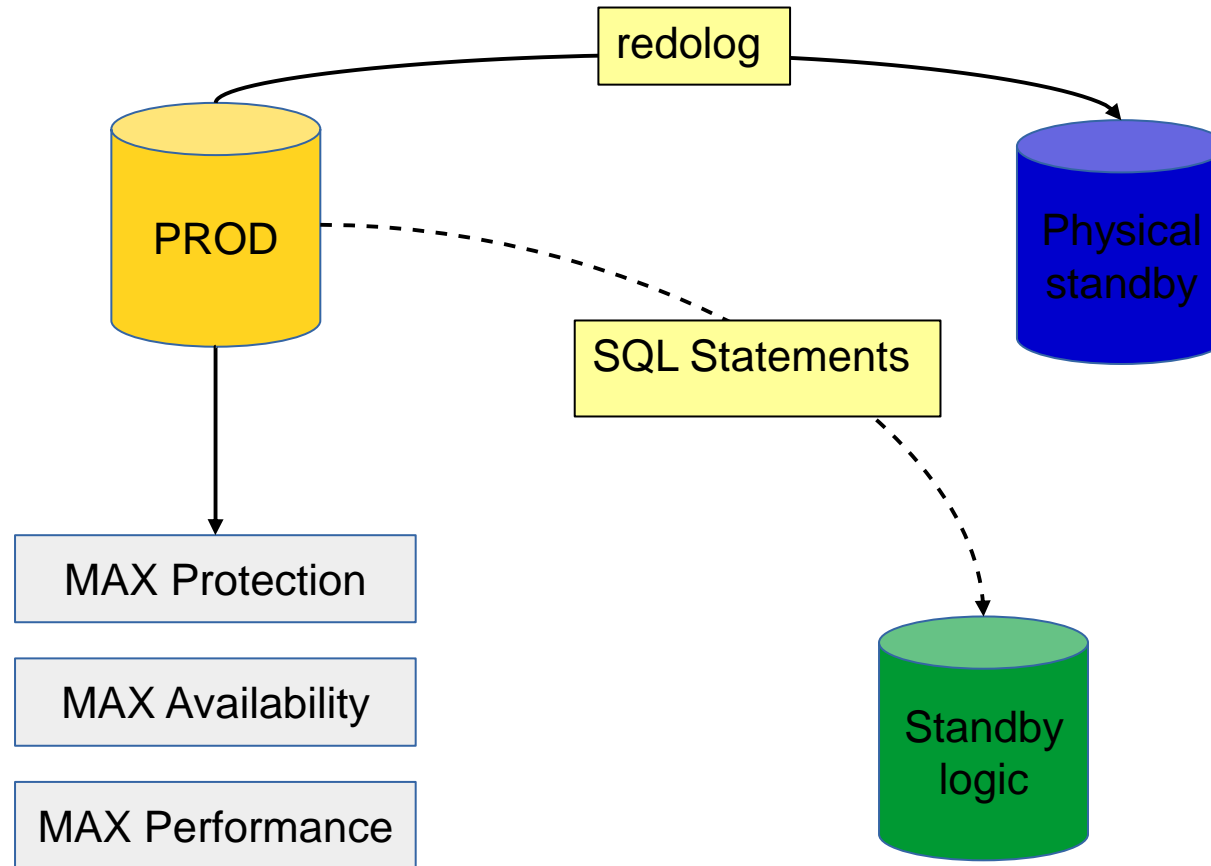 redolog
PROD
Physical
standby
SQL Statements
MAX Protection
MAX Availability
MAX Performance
Standby
logic